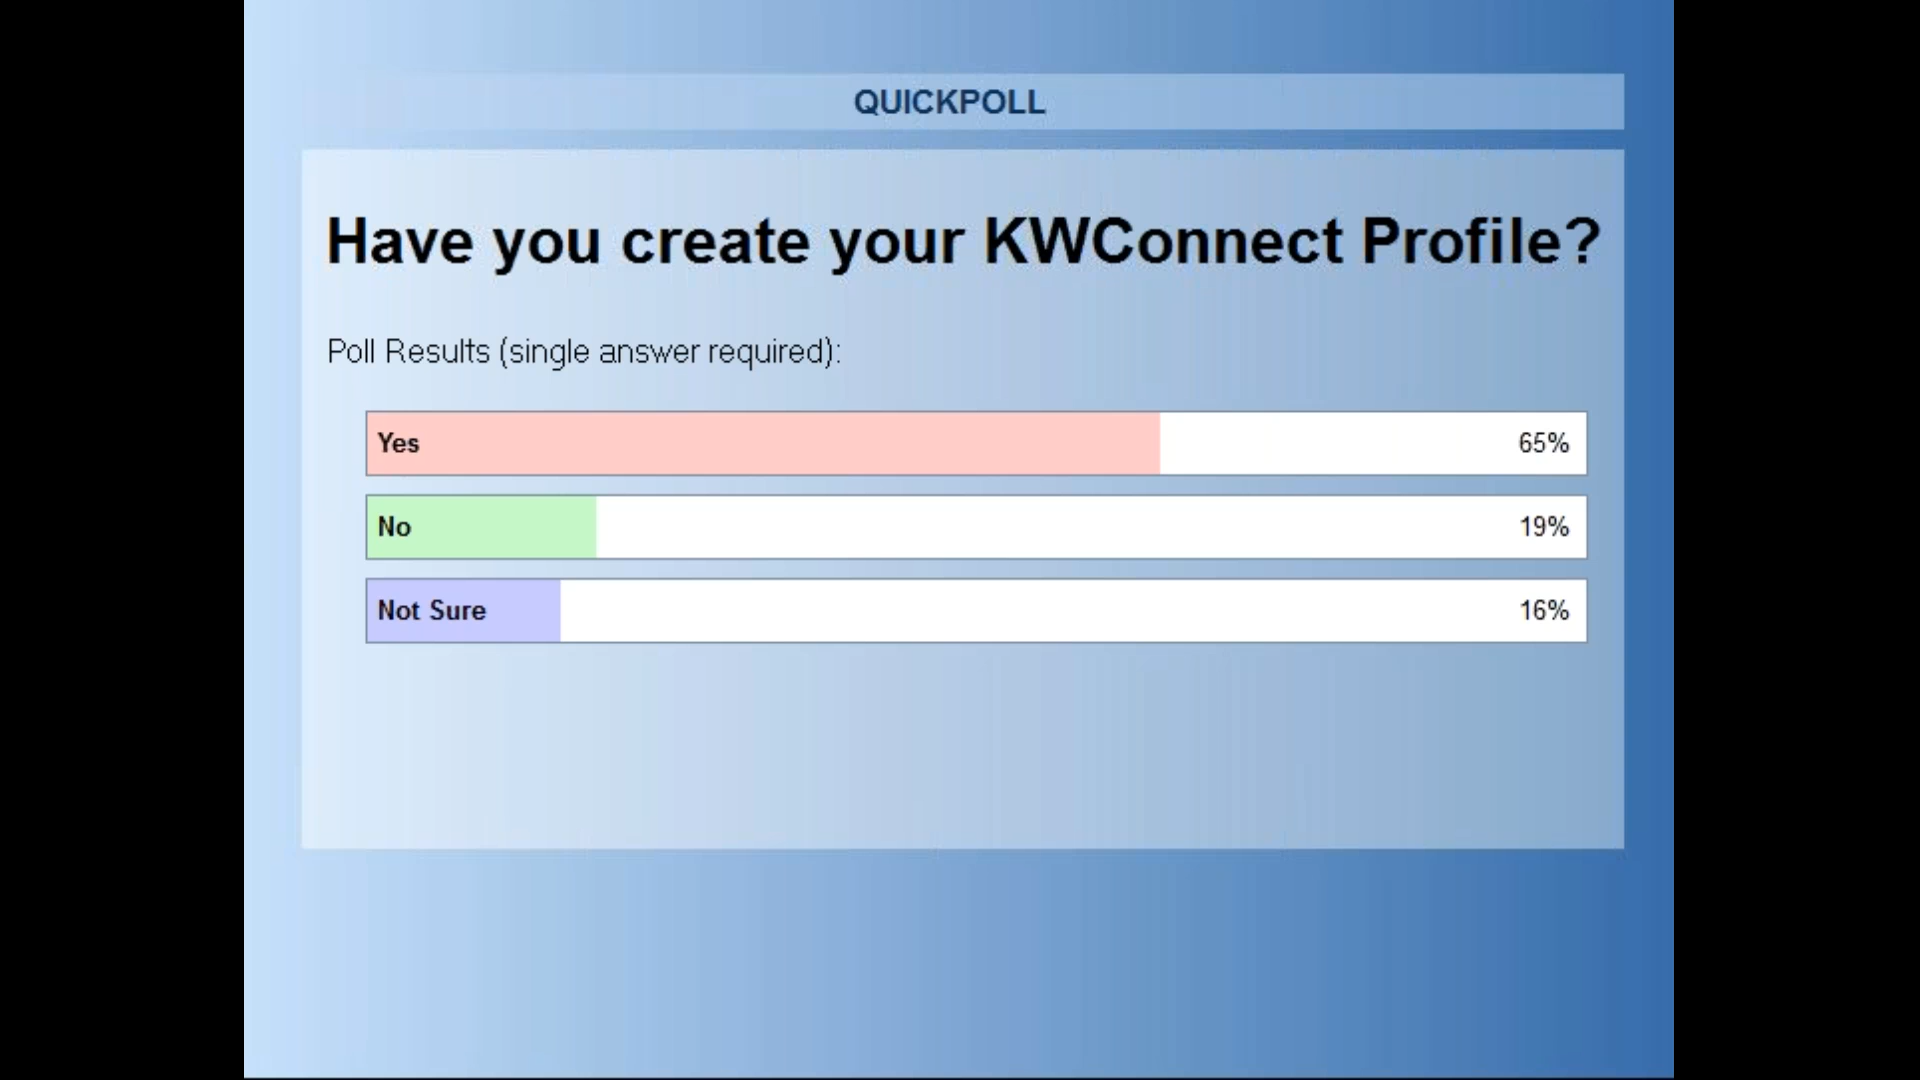 QUICKPOLL
Have you create your KWConnect Profile?
Poll Results (single answer required):
Yes 65%
No 19%
Not Sure 16%